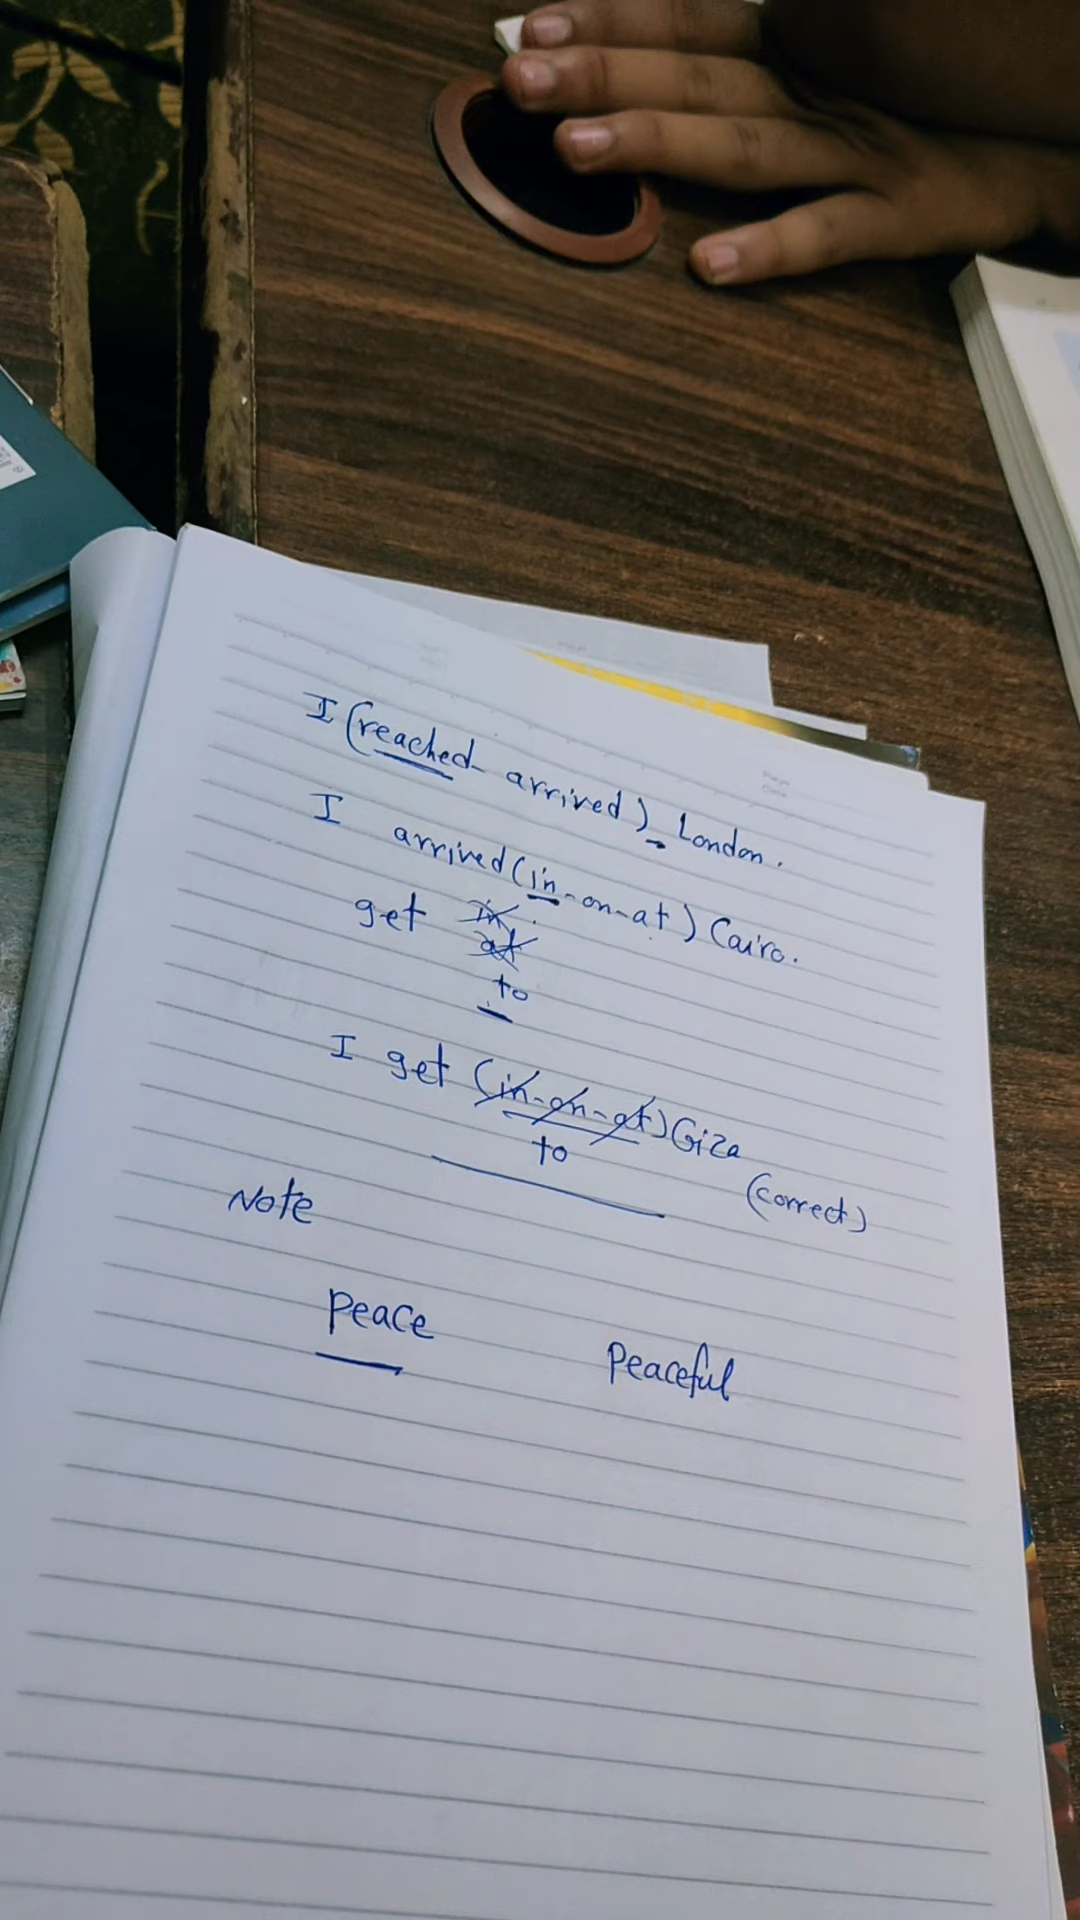 I (reached - arrived) _ London.
I arrived (in - on - at) Cairo.
get in
at
to
I get (in - on - at) Giza
to
(correct)
Note
peace
peaceful